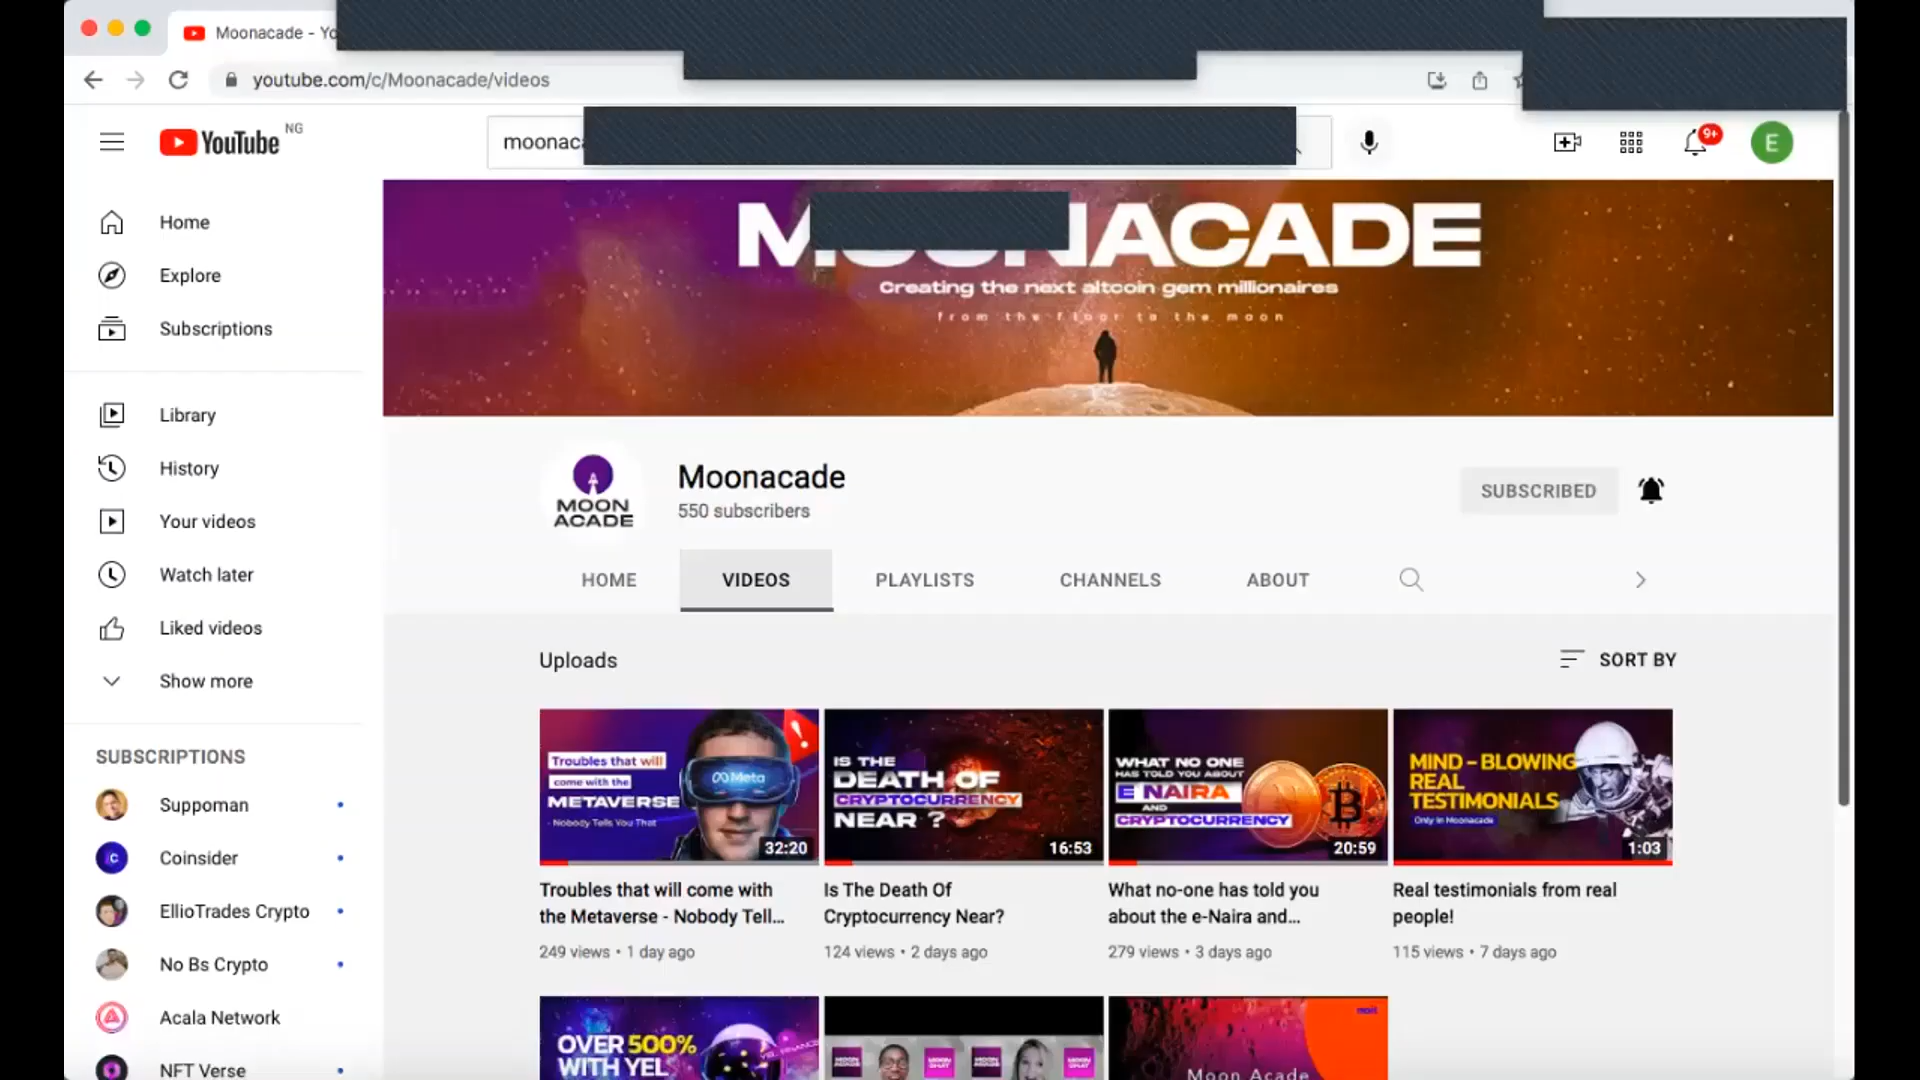 Moonacade - Yo
youtube.com/c/Moonacade/videos
YouTube
NG
moonac
9+
E
Home
Explore
Subscriptions
Library
History
Your videos
Watch later
Liked videos
Show more
SUBSCRIPTIONS
Suppoman
Coinsider
EllioTrades Crypto
No Bs Crypto
Acala Network
NFT Verse
MOONACADE
Creating the next altcoin gem millionaires
from the floor to the moon
MOON
ACADE
Moonacade
550 subscribers
SUBSCRIBED
HOME
VIDEOS
PLAYLISTS
CHANNELS
ABOUT
Uploads
SORT BY
Troubles that will
come with the
METAVERSE
- Nobody Tells You That
Meta
32:20
Troubles that will come with
the Metaverse - Nobody Tell...
249 views • 1 day ago
IS THE
DEATH OF
CRYPTOCURRENCY
NEAR ?
16:53
Is The Death Of
Cryptocurrency Near?
124 views • 2 days ago
WHAT NO ONE
HAS TOLD YOU ABOUT
E NAIRA
AND
CRYPTOCURRENCY
20:59
What no-one has told you
about the e-Naira and...
279 views • 3 days ago
MIND - BLOWING
REAL
TESTIMONIALS
Only in Moonacade
1:03
Real testimonials from real
people!
115 views • 7 days ago
OVER 500%
WITH YEL
Moon Acade